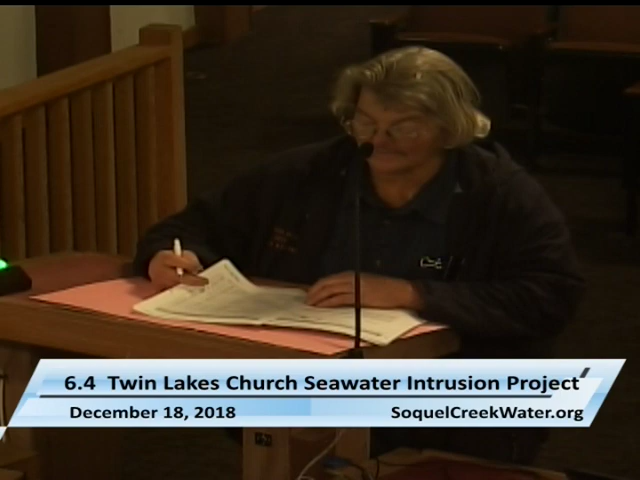 6.4 Twin Lakes Church Seawater Intrusion Project
December 18, 2018 SoquelCreekWater.org